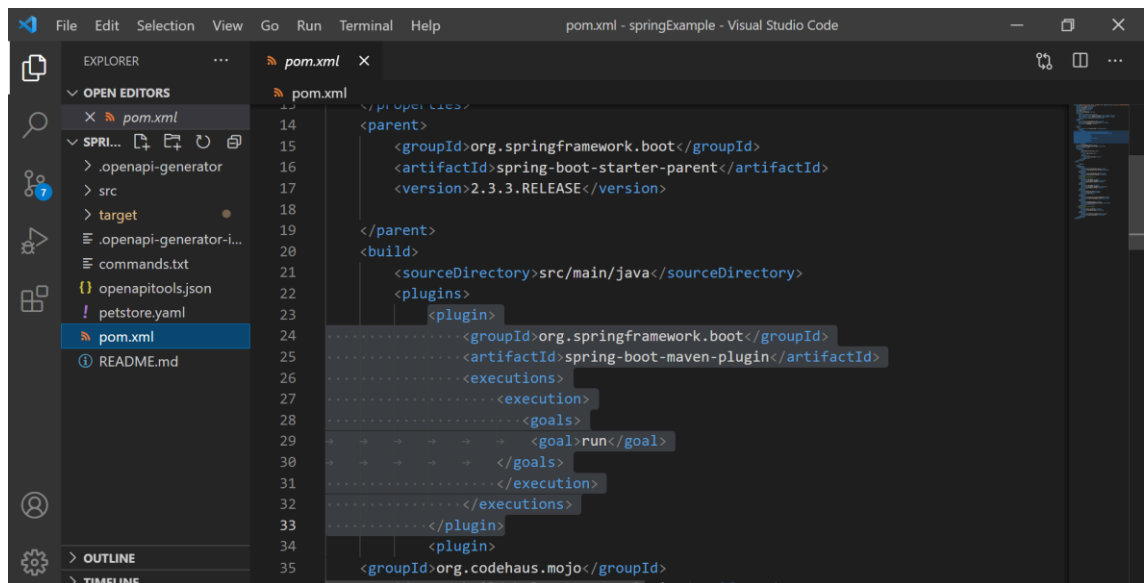 File Edit Selection View Go Run Terminal Help pom.xml - springExample - Visual Studio Code
EXPLORER
OPEN EDITORS
pom.xml
SPRI...
.openapi-generator
src
target
.openapi-generator-i...
commands.txt
{} openapitools.json
! petstore.yaml
pom.xml
README.md
OUTLINE
TIMELINE
7
pom.xml
pom.xml
</properties>
14 <parent>
15 <groupId>org.springframework.boot</groupId>
16 <artifactId>spring-boot-starter-parent</artifactId>
17 <version>2.3.3.RELEASE</version>
18
19 </parent>
20 <build>
21 <sourceDirectory>src/main/java</sourceDirectory>
22 <plugins>
23 <plugin>
24 <groupId>org.springframework.boot</groupId>
25 <artifactId>spring-boot-maven-plugin</artifactId>
26 <executions>
27 <execution>
28 <goals>
29 <goal>run</goal>
30 </goals>
31 </execution>
32 </executions>
33 </plugin>
34 <plugin>
35 <groupId>org.codehaus.mojo</groupId>